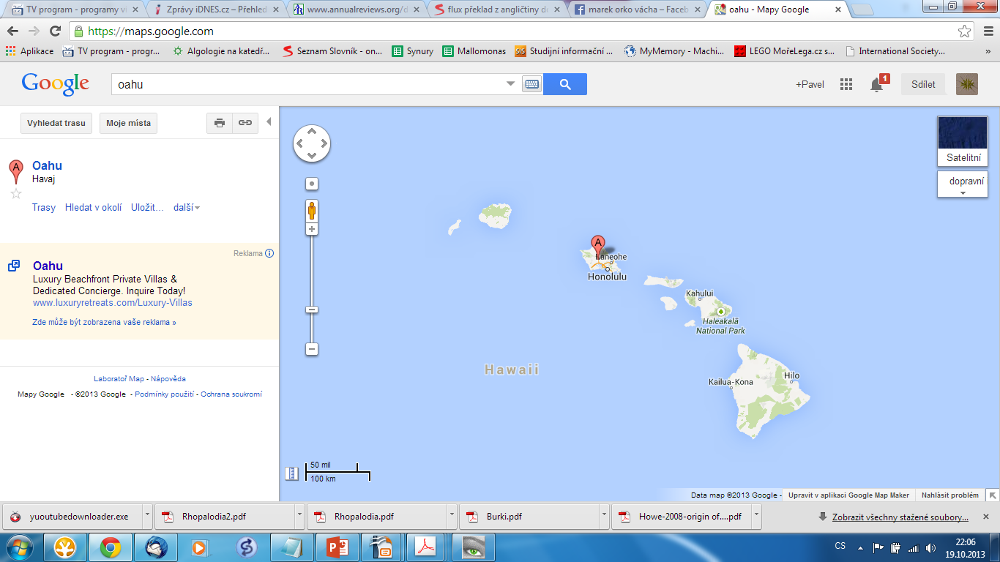 TV program - programy vi
Zprávy iDNES.cz – Přehled
www.annualreviews.org/d
flux překlad z angličtiny do
marek orko vácha – Faceb
oahu - Mapy Google
https://maps.google.com
Aplikace
TV program - progr...
Algologie na katedř...
Seznam Slovník - on...
Synury
Mallomonas
SIS
Studijní informační ...
MyMemory - Machi...
LEGO MořeLega.cz s...
International Society...
»
Google
oahu
+Pavel
1
Sdílet
Vyhledat trasu
Moje místa
A
Oahu
Havaj
Trasy
Hledat v okolí
Uložit...
další
Reklama
Oahu
Luxury Beachfront Private Villas &
Dedicated Concierge. Inquire Today!
www.luxuryretreats.com/Luxury-Villas
Zde může být zobrazena vaše reklama »
Laboratoř Map - Nápověda
Mapy Google - ©2013 Google - Podmínky použití - Ochrana soukromí
Satelitní
dopravní
A
Kaneohe
Honolulu
Kahului
Haleakalā
National Park
Hawaii
Kailua-Kona
Hilo
50 mil
100 km
Data map ©2013 Google -
Upravit v aplikaci Google Map Maker
Nahlásit problém
yuoutubedownloader.exe
Rhopalodia2.pdf
Rhopalodia.pdf
Burki.pdf
Howe-2008-origin of....pdf
Zobrazit všechny stažené soubory...
CS
22:06
19.10.2013